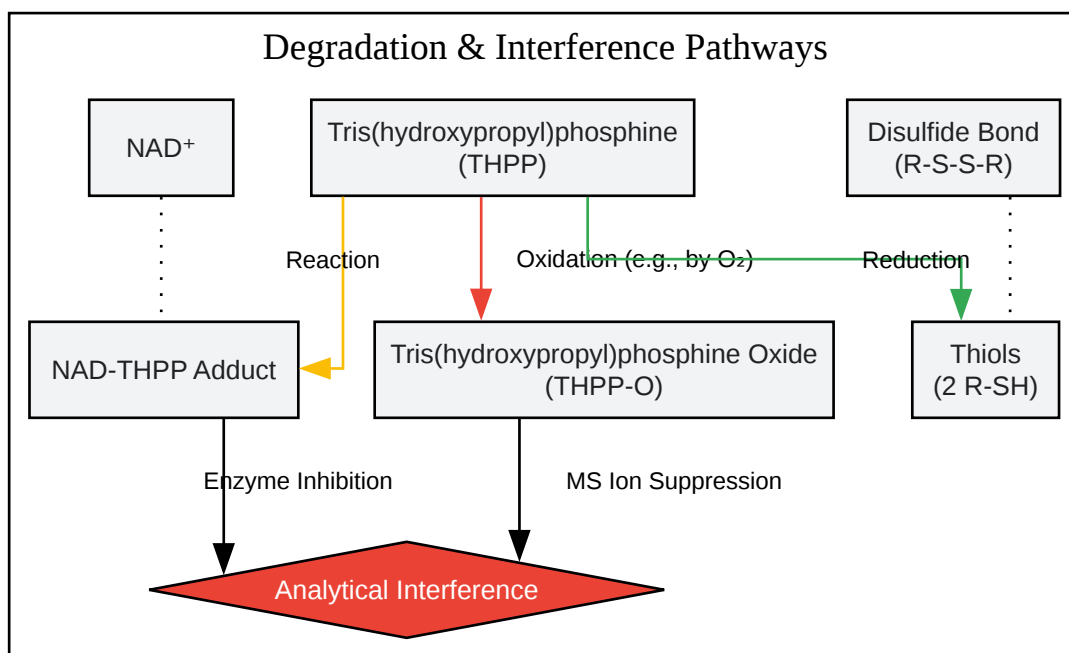 Degradation & Interference Pathways
NAD⁺
Tris(hydroxypropyl)phosphine
(THPP)
Disulfide Bond
(R-S-S-R)
Reaction
Oxidation (e.g., by O₂)
Reduction
NAD-THPP Adduct
Tris(hydroxypropyl)phosphine Oxide
(THPP-O)
Thiols
(2 R-SH)
Enzyme Inhibition
MS Ion Suppression
Analytical Interference